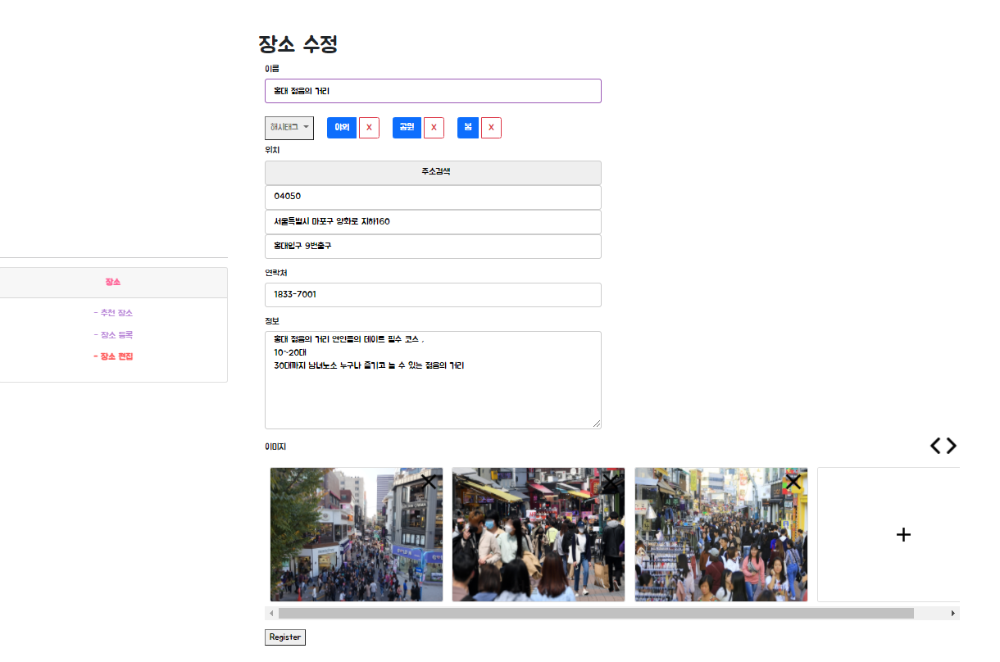 장소 수정
이름
홍대 젊음의 거리
해시태그 야외 X 공원 X 봄 X
위치
주소검색
04050
서울특별시 마포구 양화로 지하160
홍대입구 9번출구
장소
- 추천 장소
- 장소 등록
- 장소 편집
연락처
1833-7001
정보
홍대 젊음의 거리 연인들의 데이트 필수 코스 ,
10~20대
30대까지 남녀노소 누구나 즐기고 놀 수 있는 젊음의 거리
이미지
Register